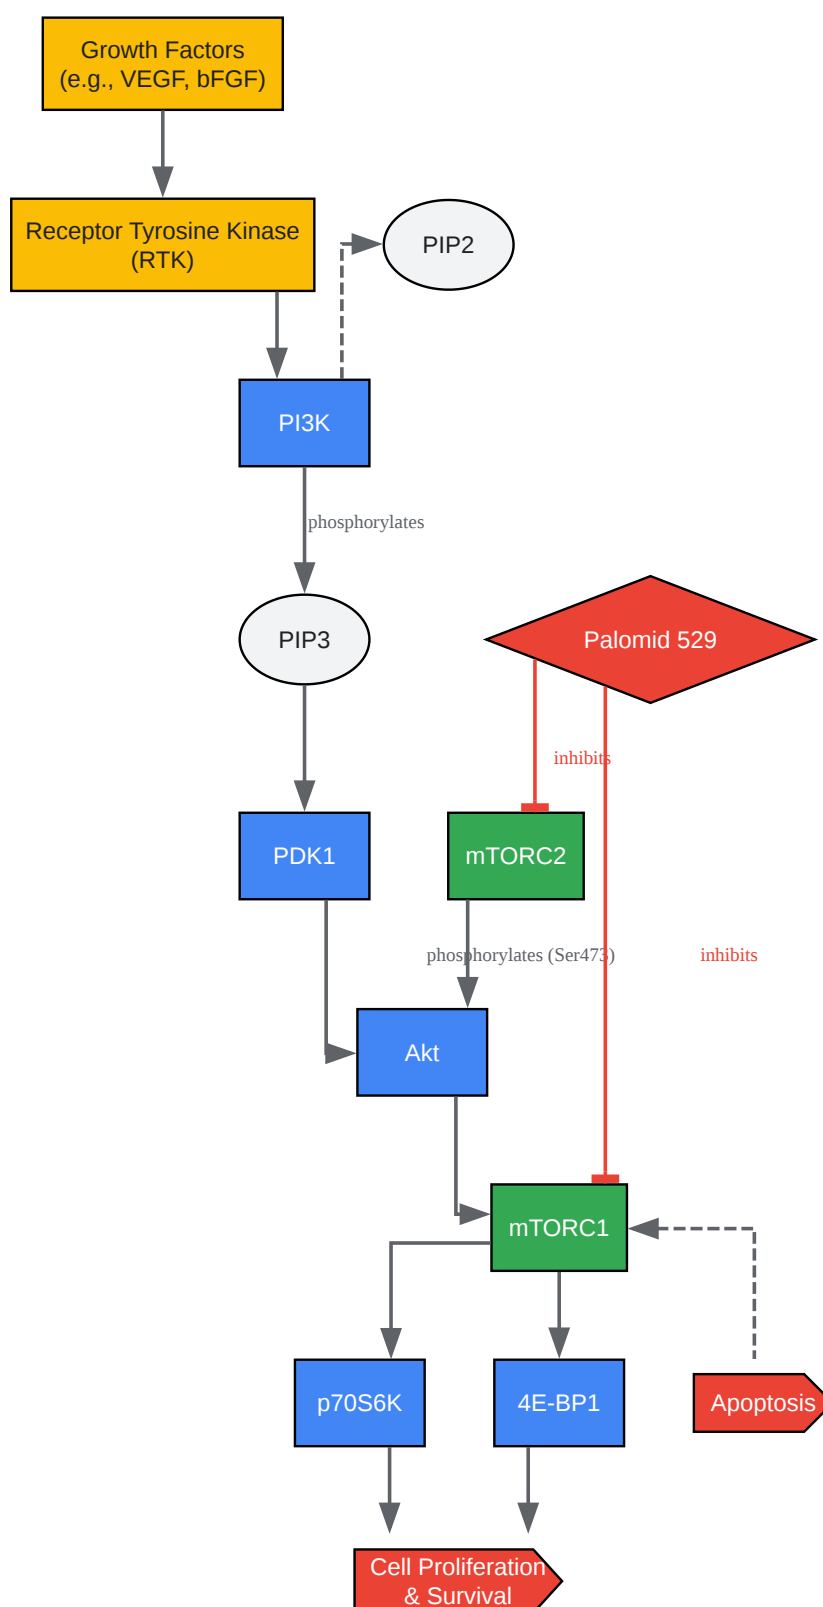 Growth Factors
(e.g., VEGF, bFGF)
Receptor Tyrosine Kinase
(RTK)
PIP2
PI3K
phosphorylates
PIP3
Palomid 529
inhibits
PDK1
mTORC2
phosphorylates (Ser473)
inhibits
Akt
mTORC1
p70S6K
4E-BP1
Apoptosis
Cell Proliferation
& Survival